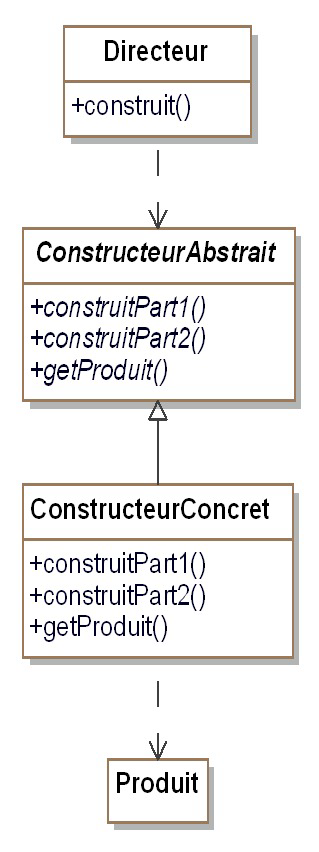 Directeur
+construit()
ConstructeurAbstrait
+construitPart1()
+construitPart2()
+getProduit()
ConstructeurConcret
+construitPart1()
+construitPart2()
+getProduit()
Produit